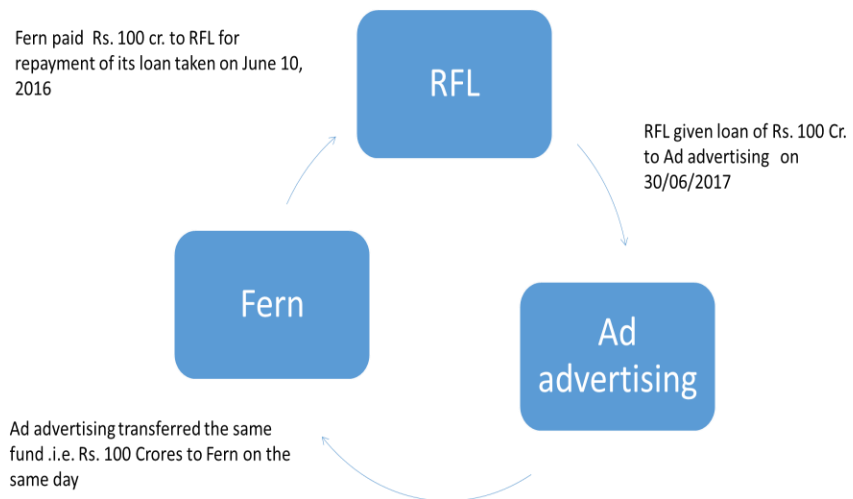 Fern paid Rs. 100 cr. to RFL for
repayment of its loan taken on June 10,
2016
RFL
RFL given loan of Rs. 100 Cr.
to Ad advertising on
30/06/2017
Fern
Ad
advertising
Ad advertising transferred the same
fund .i.e. Rs. 100 Crores to Fern on the
same day